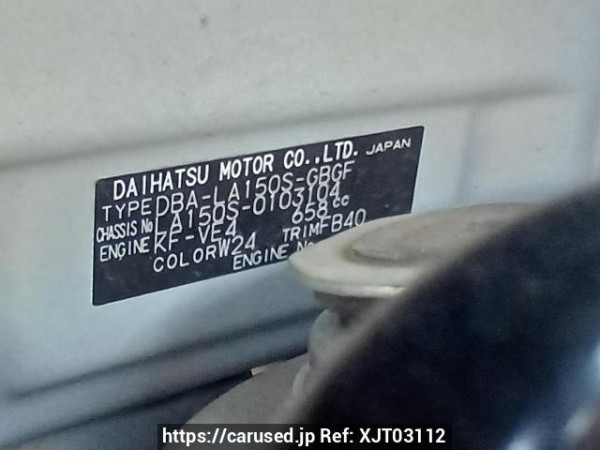 DAIHATSU MOTOR CO.,LTD. JAPAN
TYPE DBA-LA150S-GBGF
CHASSIS No LA150S-0103104
ENGINE KF-VE4 658cc
COLOR W24 TRIM FB40
ENGINE No
https://carused.jp Ref: XJT03112